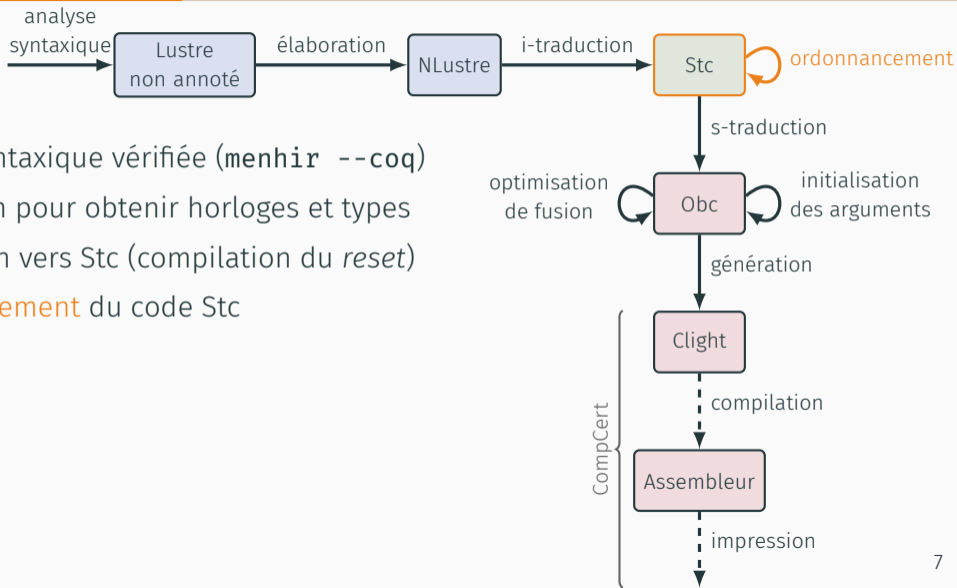 analyse
syntaxique
Lustre
non annoté
élaboration
NLustre
i-traduction
Stc
ordonnancement
s-traduction
ntaxique vérifiée (menhir --coq)
n pour obtenir horloges et types
n vers Stc (compilation du reset)
ement du code Stc
optimisation
de fusion
Obc
initialisation
des arguments
génération
Clight
compilation
CompCert
Assembleur
impression
7